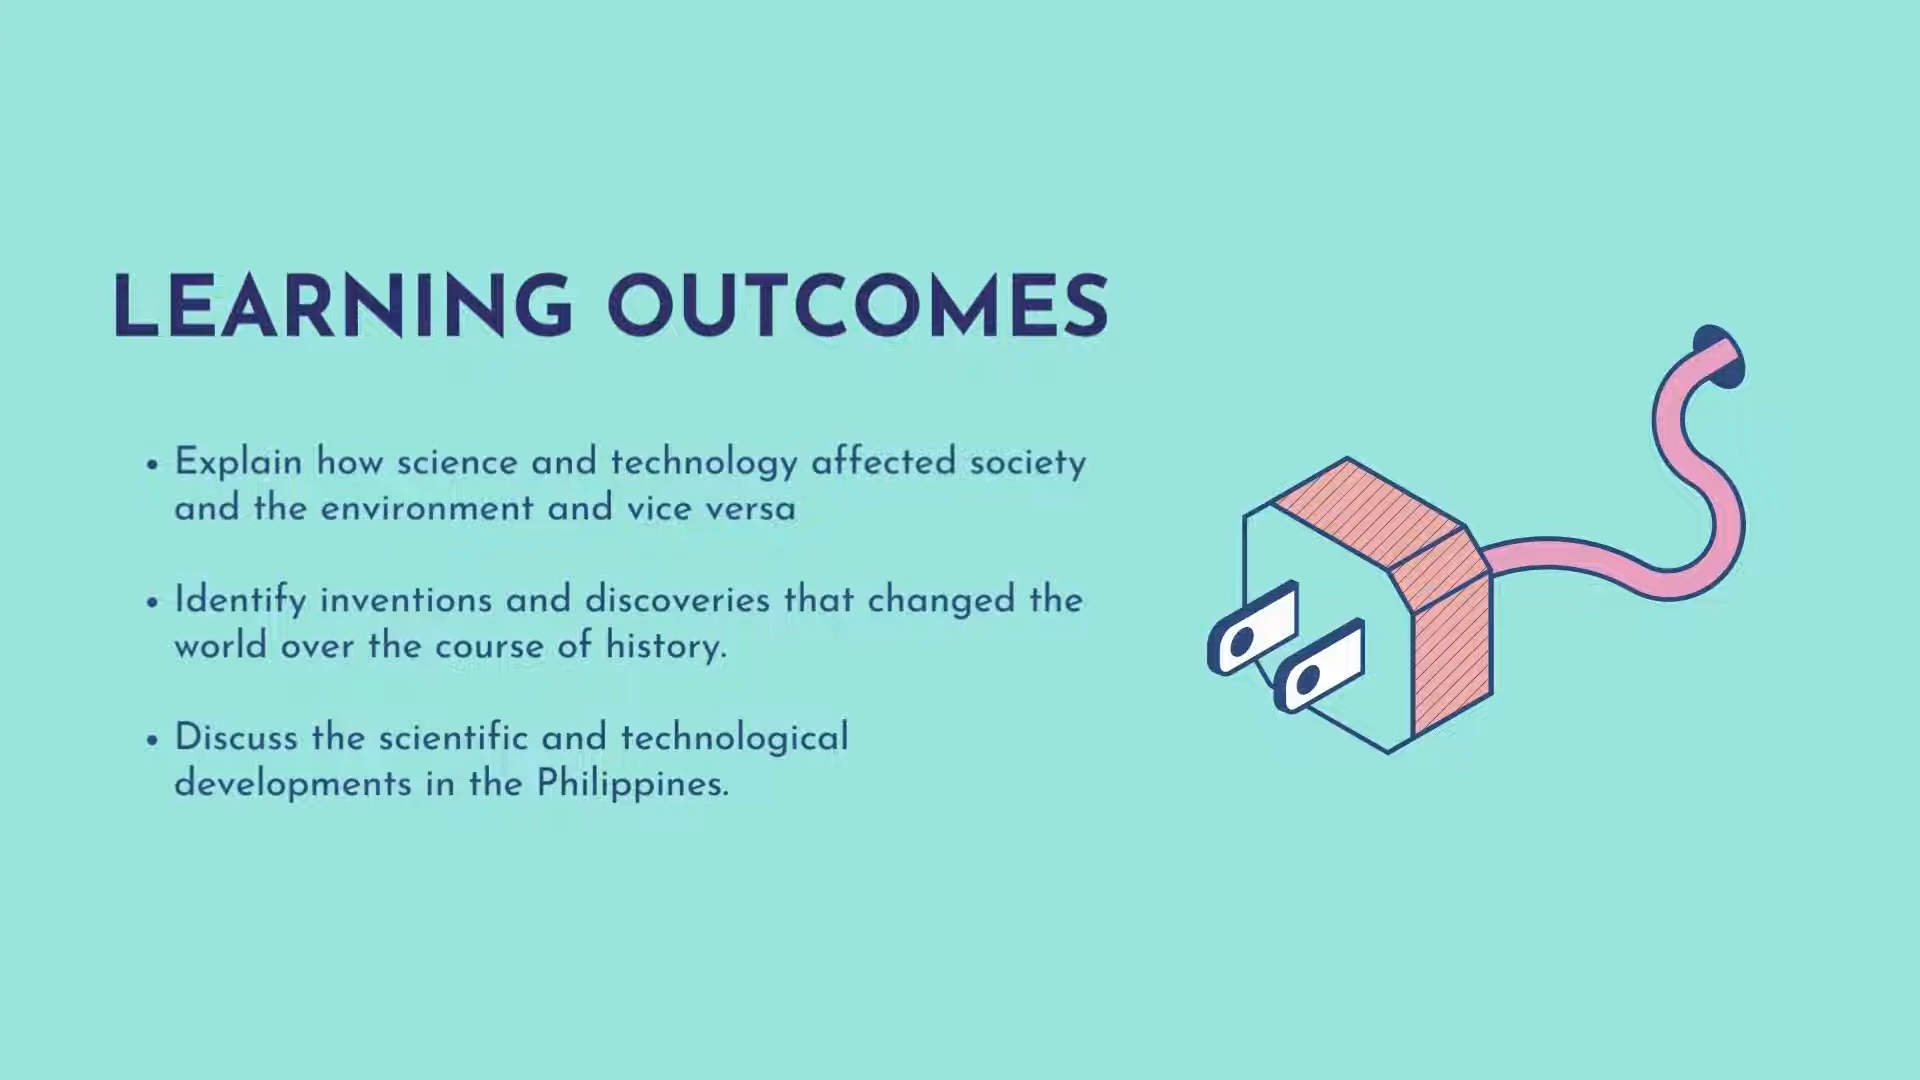 LEARNING OUTCOMES
• Explain how science and technology affected society
and the environment and vice versa
• Identify inventions and discoveries that changed the
world over the course of history.
• Discuss the scientific and technological
developments in the Philippines.